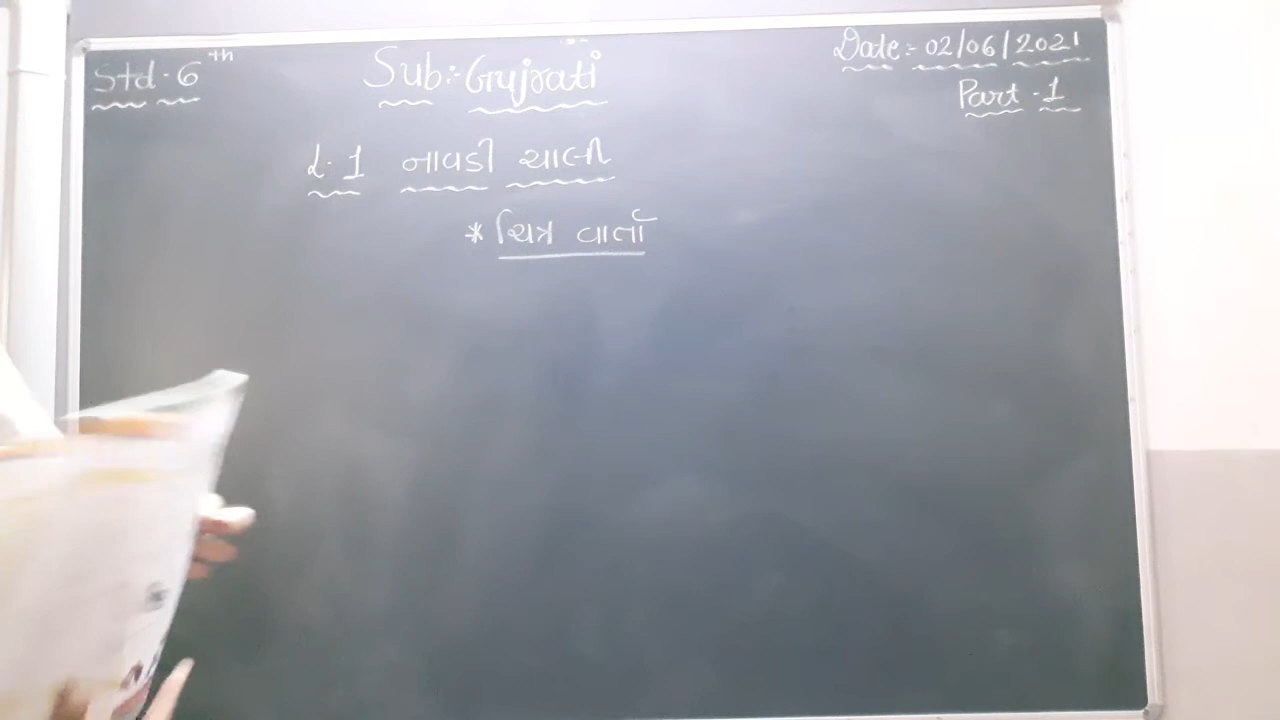 Std - 6th
Sub:- Gujrati
Date:- 02/06/2021
Part - 1
L. 1 નાવડી ચાલી
* ચિત્ર વાર્તા